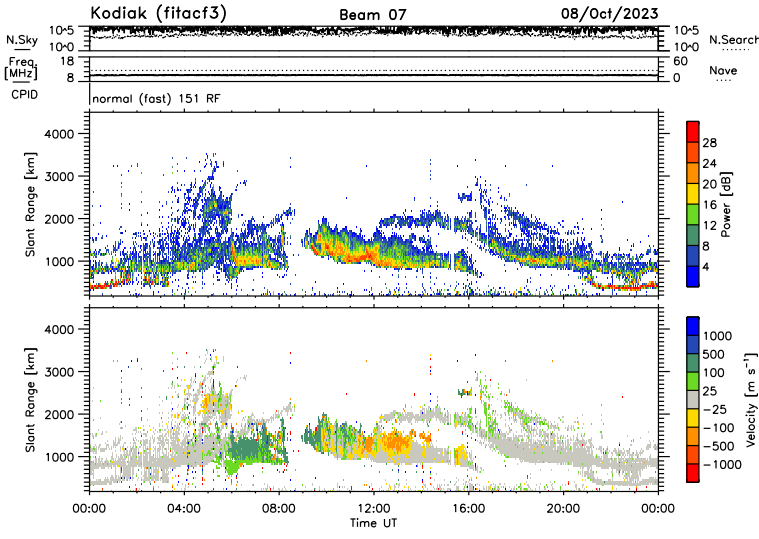 Kodiak (fitacf3) Beam 07 08/Oct/2023
N.Sky 10^5 10^0 10^5 10^0 N.Search
Freq. [MHz] 18 8 60 0 Nave
CPID normal (fast) 151 RF
Slant Range [km]
4000
3000
2000
1000
28
24
20
16
12
8
4
Power [dB]
Slant Range [km]
4000
3000
2000
1000
1000
500
100
25
-25
-100
-500
-1000
Velocity [m s^-1]
00:00 04:00 08:00 12:00 16:00 20:00 00:00
Time UT